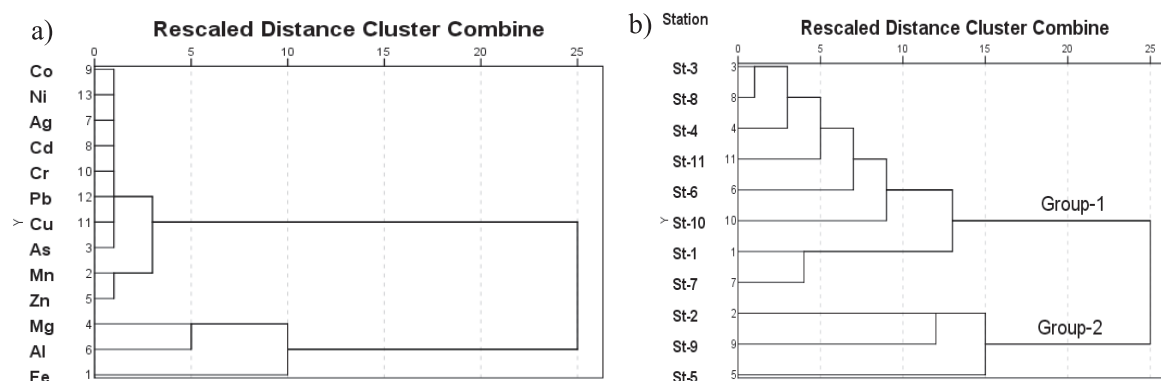 a) Rescaled Distance Cluster Combine
0 5 10 15 20 25
Co 9
Ni 13
Ag 7
Cd 8
Cr 10
Pb 12
Y Cu 11
As 3
Mn 2
Zn 5
Mg 4
Al 6
Fe 1
b) Station Rescaled Distance Cluster Combine
0 5 10 15 20 25
St-3 3
St-8 8
St-4 4
St-11 11
St-6 6
Group-1
Y St-10 10
St-1 1
St-7 7
St-2 2
Group-2
St-9 9
St-5 5